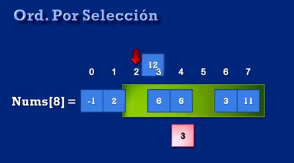 Ord. Por Selección
12
0 1 2 3 4 5 6 7
Nums[8] = -1 2 6 6 3 11
3